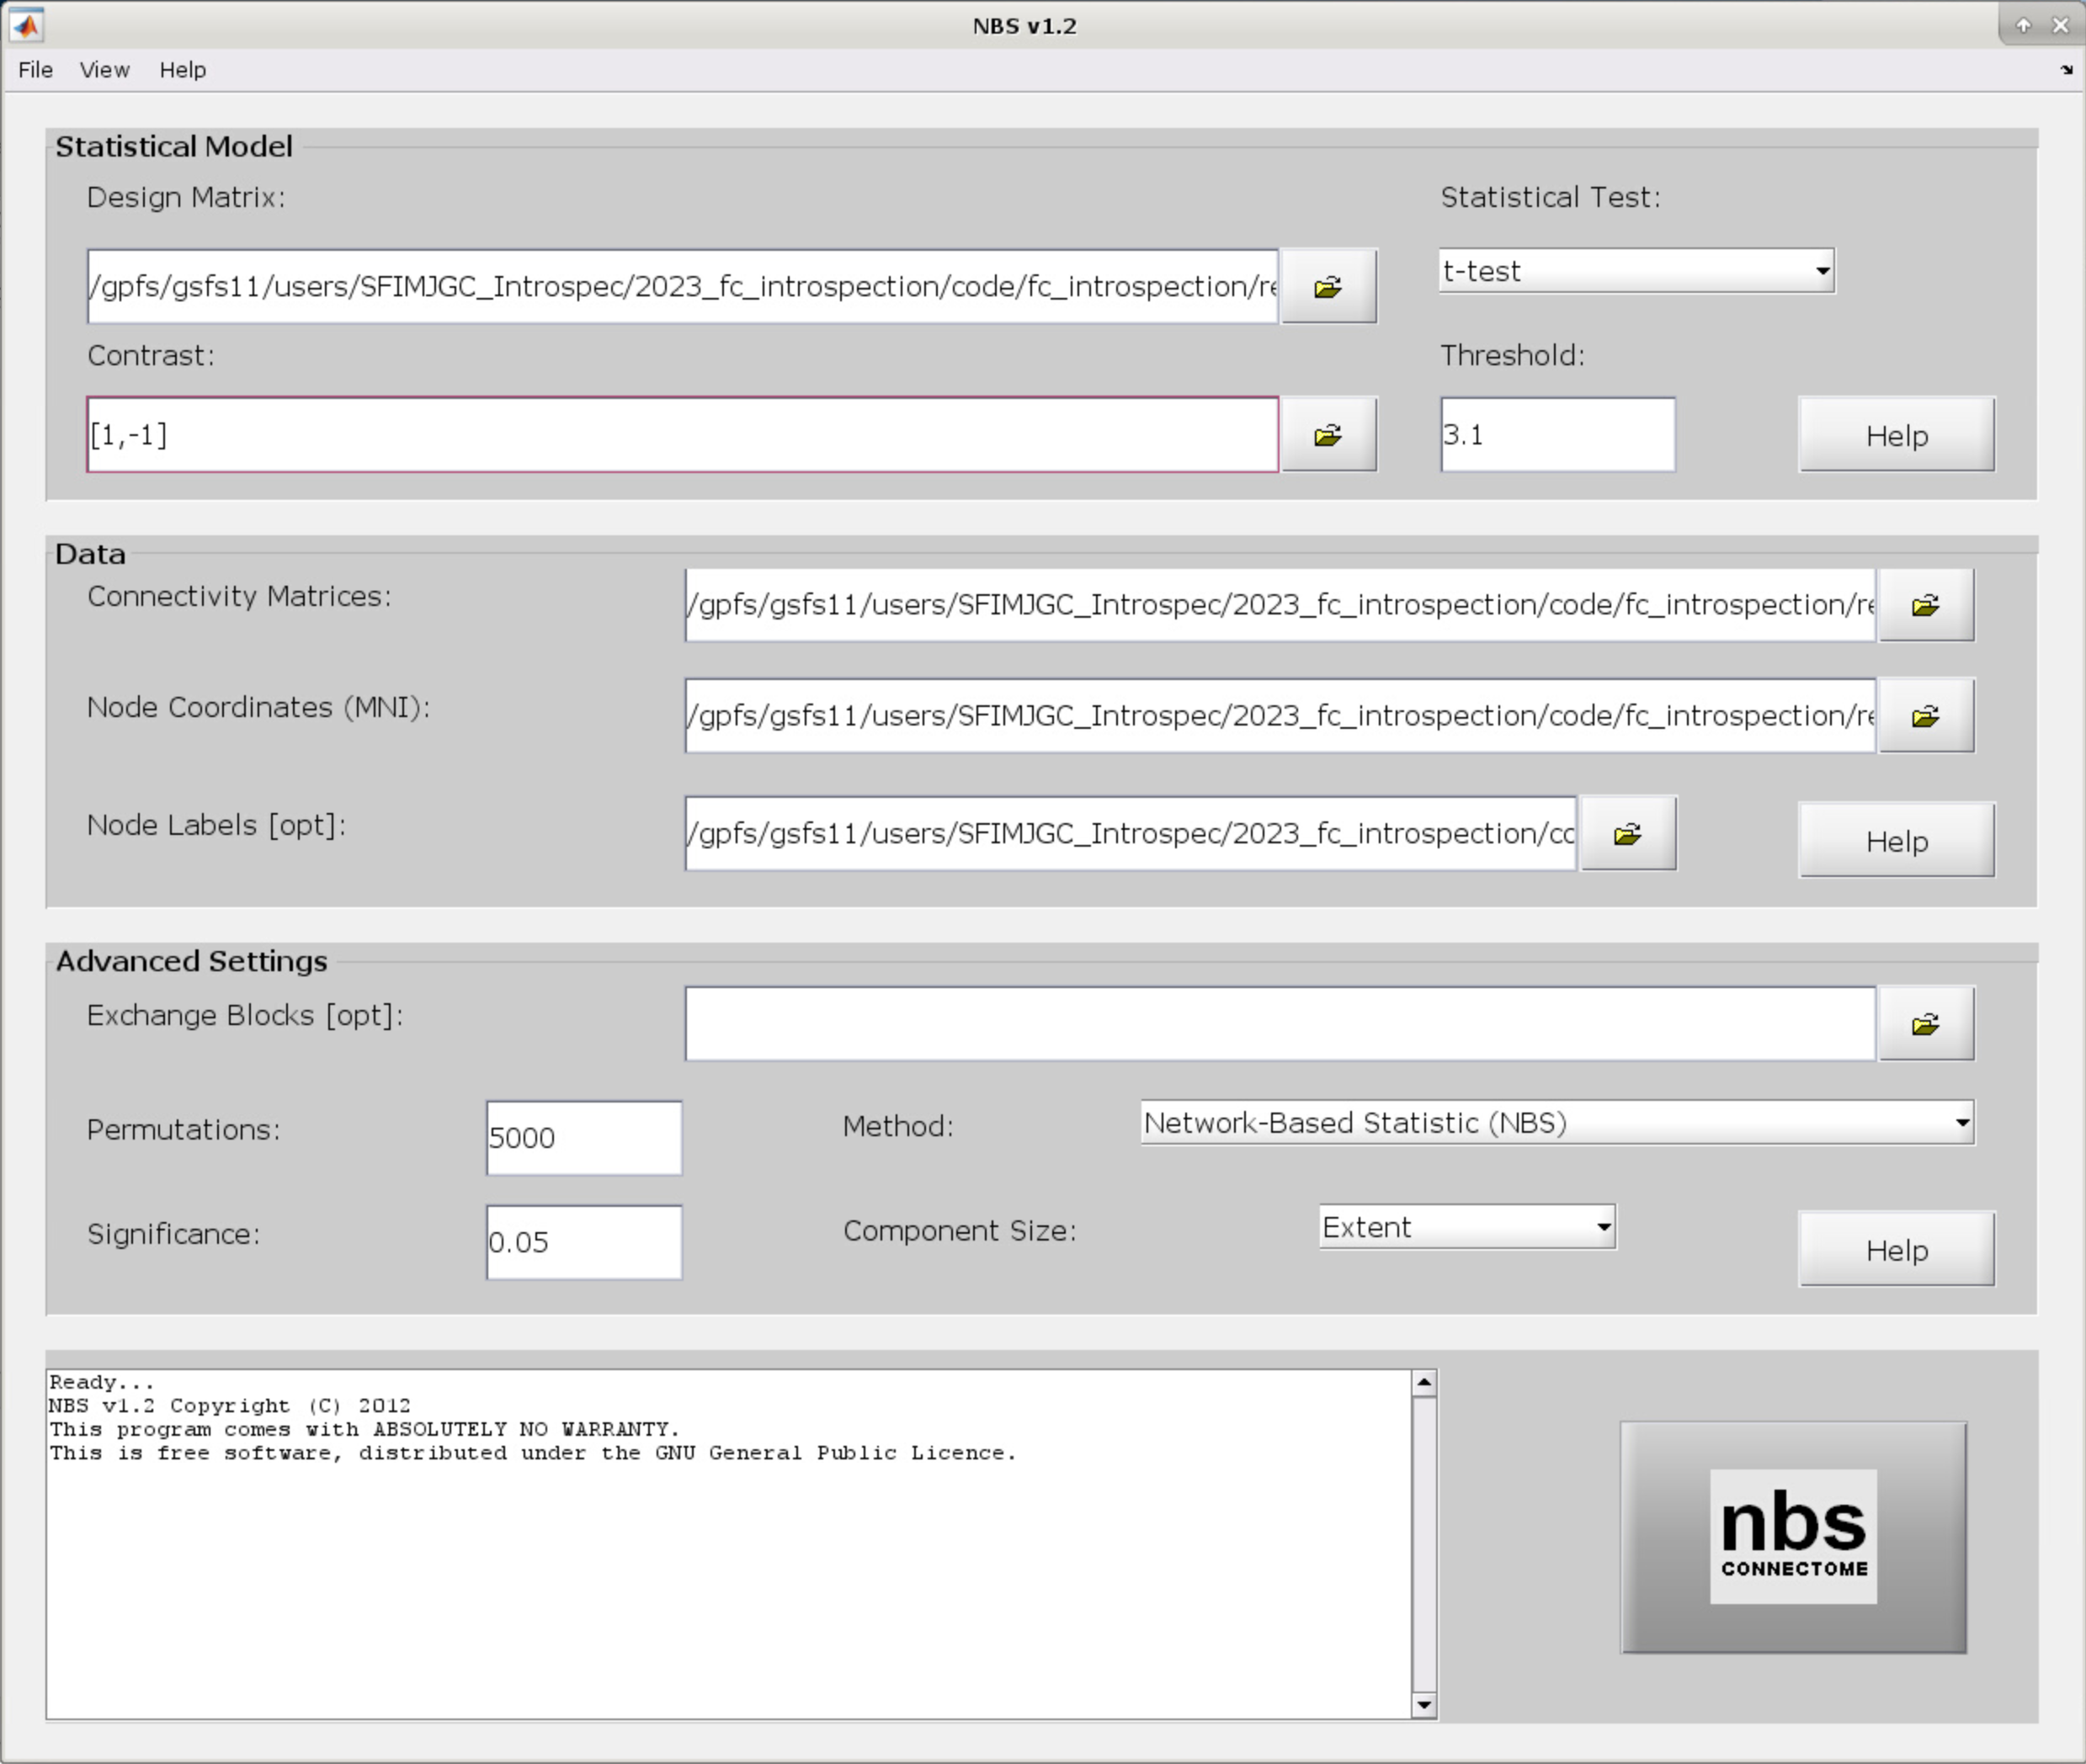 NBS v1.2
File View Help
Statistical Model
Design Matrix:
Statistical Test:
/gpfs/gsfs11/users/SFIMJGC_Introspec/2023_fc_introspection/code/fc_introspection/re
t-test
Contrast:
Threshold:
[1,-1]
3.1
Help
Data
Connectivity Matrices:
/gpfs/gsfs11/users/SFIMJGC_Introspec/2023_fc_introspection/code/fc_introspection/re
Node Coordinates (MNI):
/gpfs/gsfs11/users/SFIMJGC_Introspec/2023_fc_introspection/code/fc_introspection/re
Node Labels [opt]:
/gpfs/gsfs11/users/SFIMJGC_Introspec/2023_fc_introspection/co
Help
Advanced Settings
Exchange Blocks [opt]:
Permutations:
5000
Method:
Network-Based Statistic (NBS)
Significance:
0.05
Component Size:
Extent
Help
Ready...
NBS v1.2 Copyright (C) 2012
This program comes with ABSOLUTELY NO WARRANTY.
This is free software, distributed under the GNU General Public Licence.
nbs
CONNECTOME